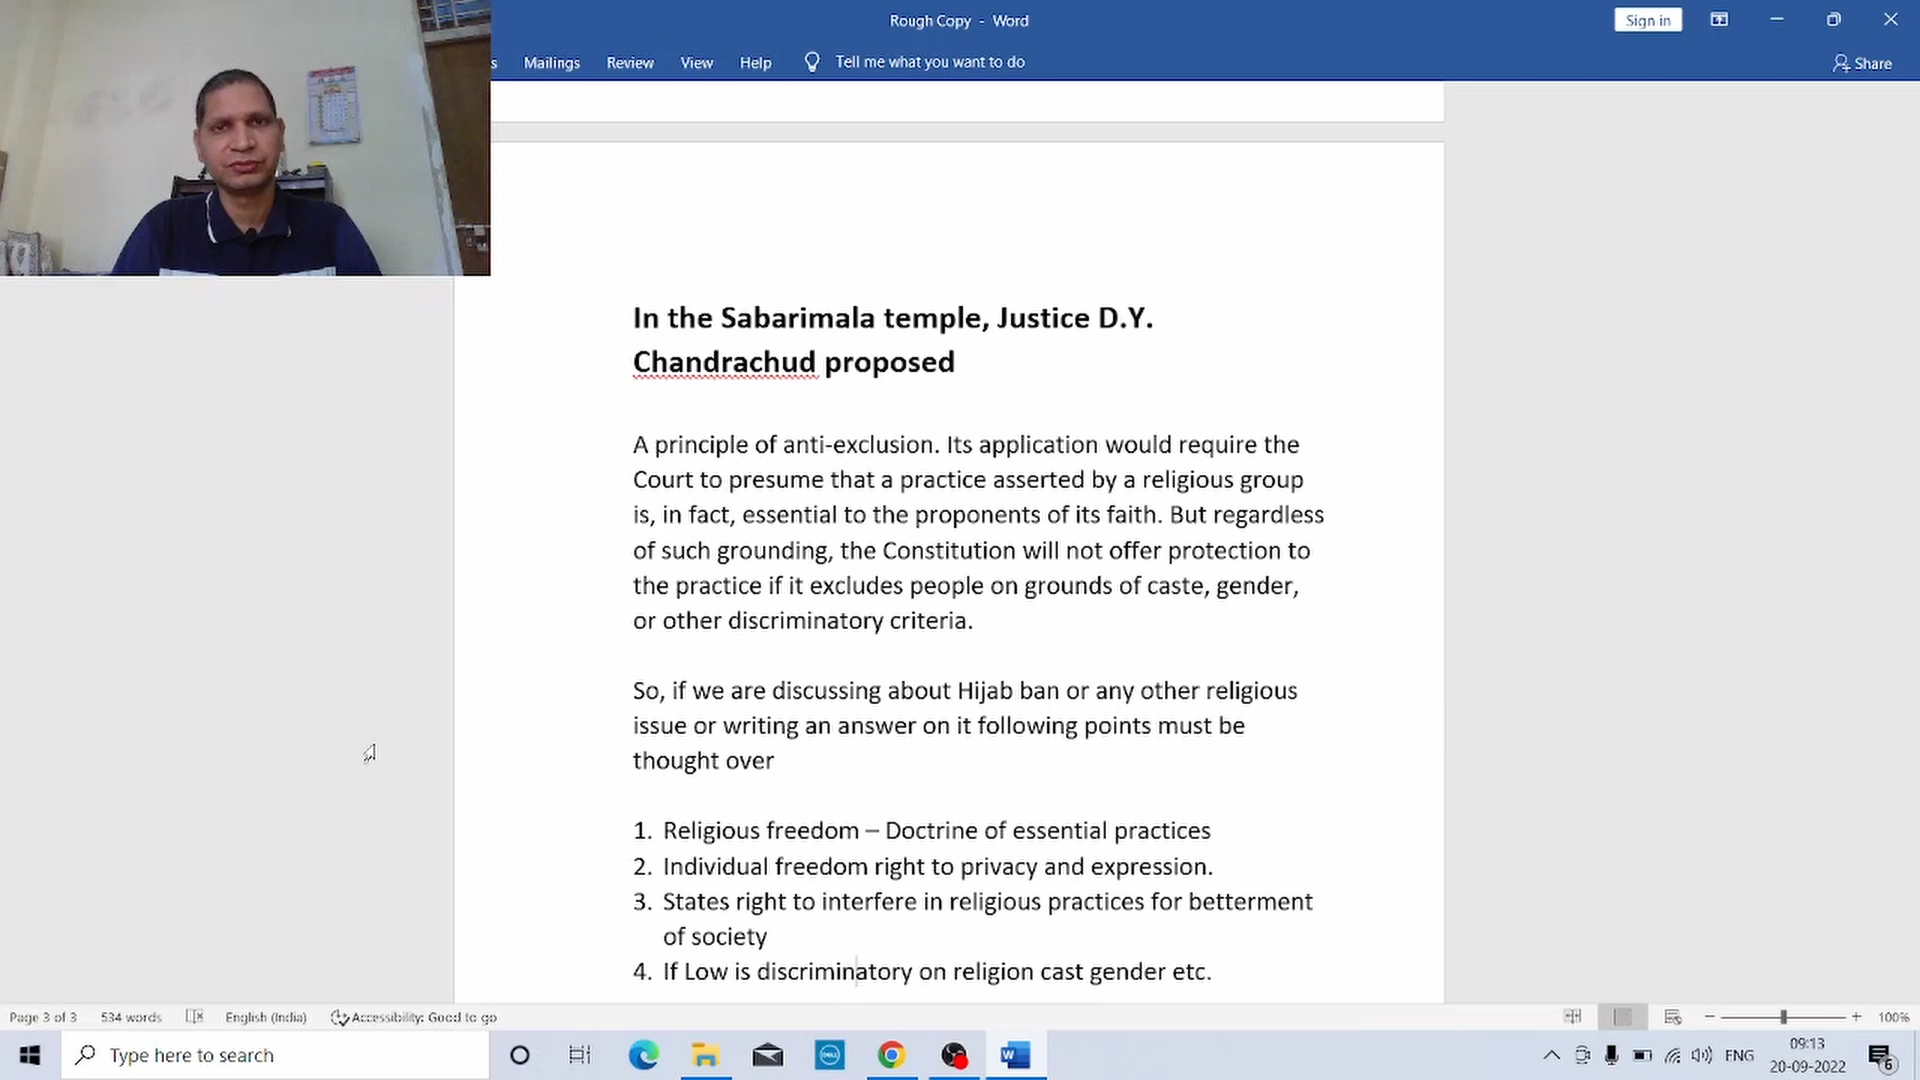 Rough Copy - Word
Sign in
s Mailings Review View Help Tell me what you want to do
Share
In the Sabarimala temple, Justice D.Y.
Chandrachud proposed
A principle of anti-exclusion. Its application would require the
Court to presume that a practice asserted by a religious group
is, in fact, essential to the proponents of its faith. But regardless
of such grounding, the Constitution will not offer protection to
the practice if it excludes people on grounds of caste, gender,
or other discriminatory criteria.
So, if we are discussing about Hijab ban or any other religious
issue or writing an answer on it following points must be
thought over
1. Religious freedom – Doctrine of essential practices
2. Individual freedom right to privacy and expression.
3. States right to interfere in religious practices for betterment
of society
4. If Low is discriminatory on religion cast gender etc.
Page 3 of 3 534 words English (India) Accessibility: Good to go
100%
Type here to search
DELL
ENG
09:13
20-09-2022
6